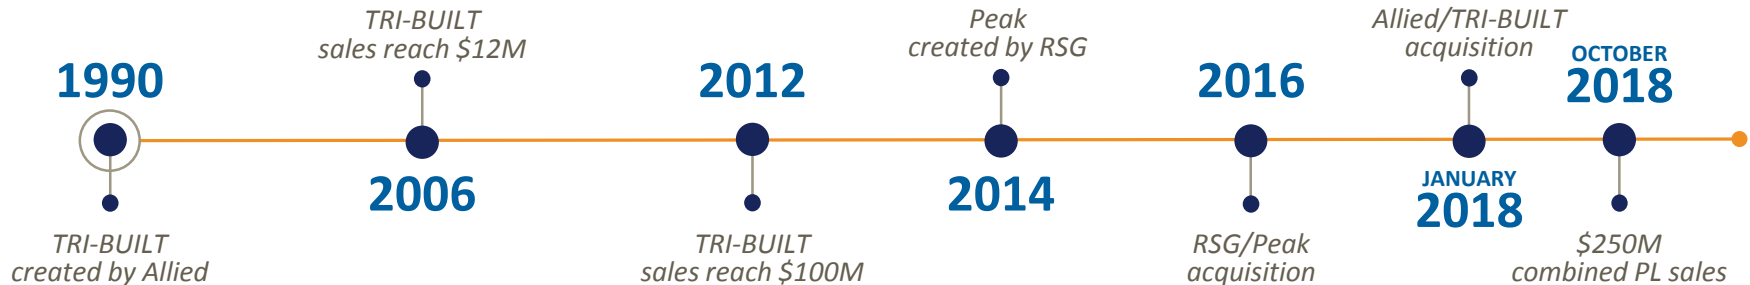 1990
TRI-BUILT
created by Allied
TRI-BUILT
sales reach $12M
2006
2012
TRI-BUILT
sales reach $100M
Peak
created by RSG
2014
2016
RSG/Peak
acquisition
Allied/TRI-BUILT
acquisition
JANUARY
2018
OCTOBER
2018
$250M
combined PL sales